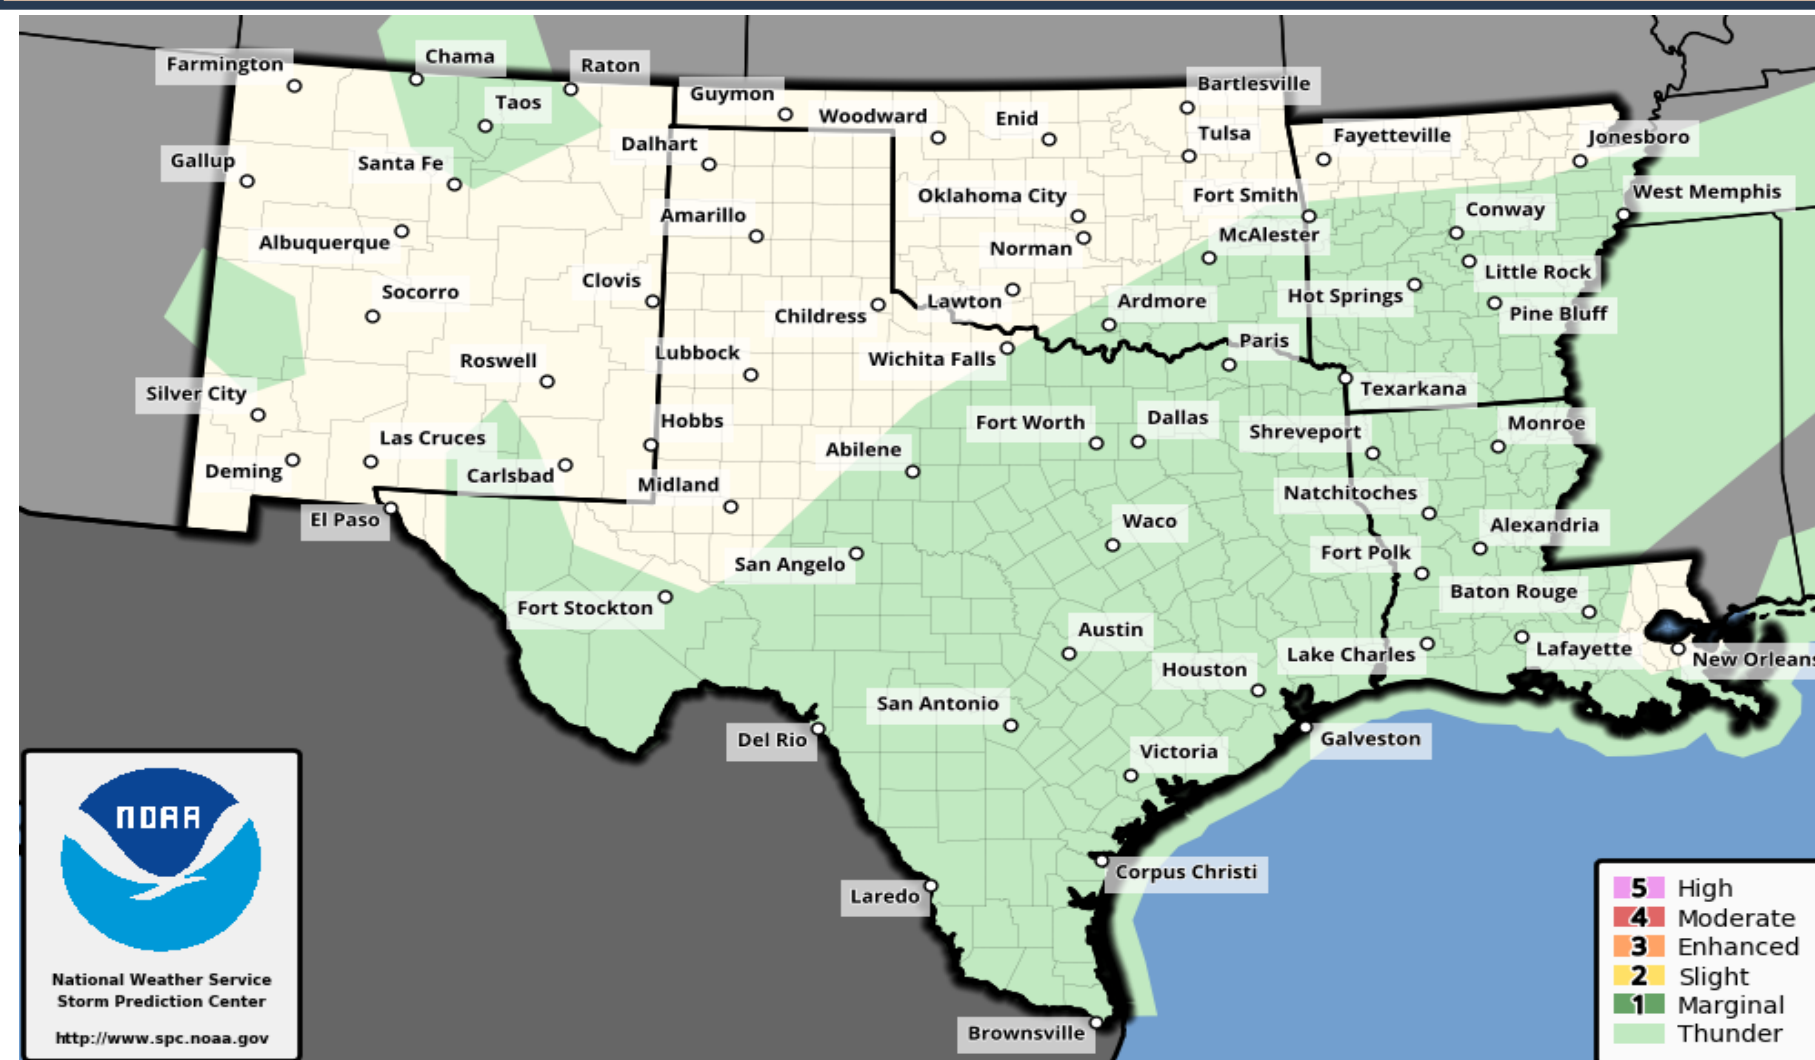 Farmington
Chama
Raton
Taos
Guymon
Woodward
Enid
Bartlesville
Tulsa
Fayetteville
Jonesboro
Gallup
Santa Fe
Dalhart
Albuquerque
Amarillo
Oklahoma City
Norman
Fort Smith
McAlester
Conway
West Memphis
Socorro
Clovis
Childress
Lawton
Ardmore
Hot Springs
Little Rock
Pine Bluff
Roswell
Lubbock
Wichita Falls
Paris
Texarkana
Silver City
Las Cruces
Hobbs
Deming
Carlsbad
Midland
Abilene
Fort Worth
Dallas
Shreveport
Monroe
El Paso
San Angelo
Waco
Natchitoches
Alexandria
Fort Polk
Fort Stockton
Baton Rouge
Austin
Houston
Lake Charles
Lafayette
New Orleans
San Antonio
Del Rio
Victoria
Galveston
Laredo
Corpus Christi
Brownsville
NOAA
National Weather Service
Storm Prediction Center
http://www.spc.noaa.gov
5 High
4 Moderate
3 Enhanced
2 Slight
1 Marginal
Thunder